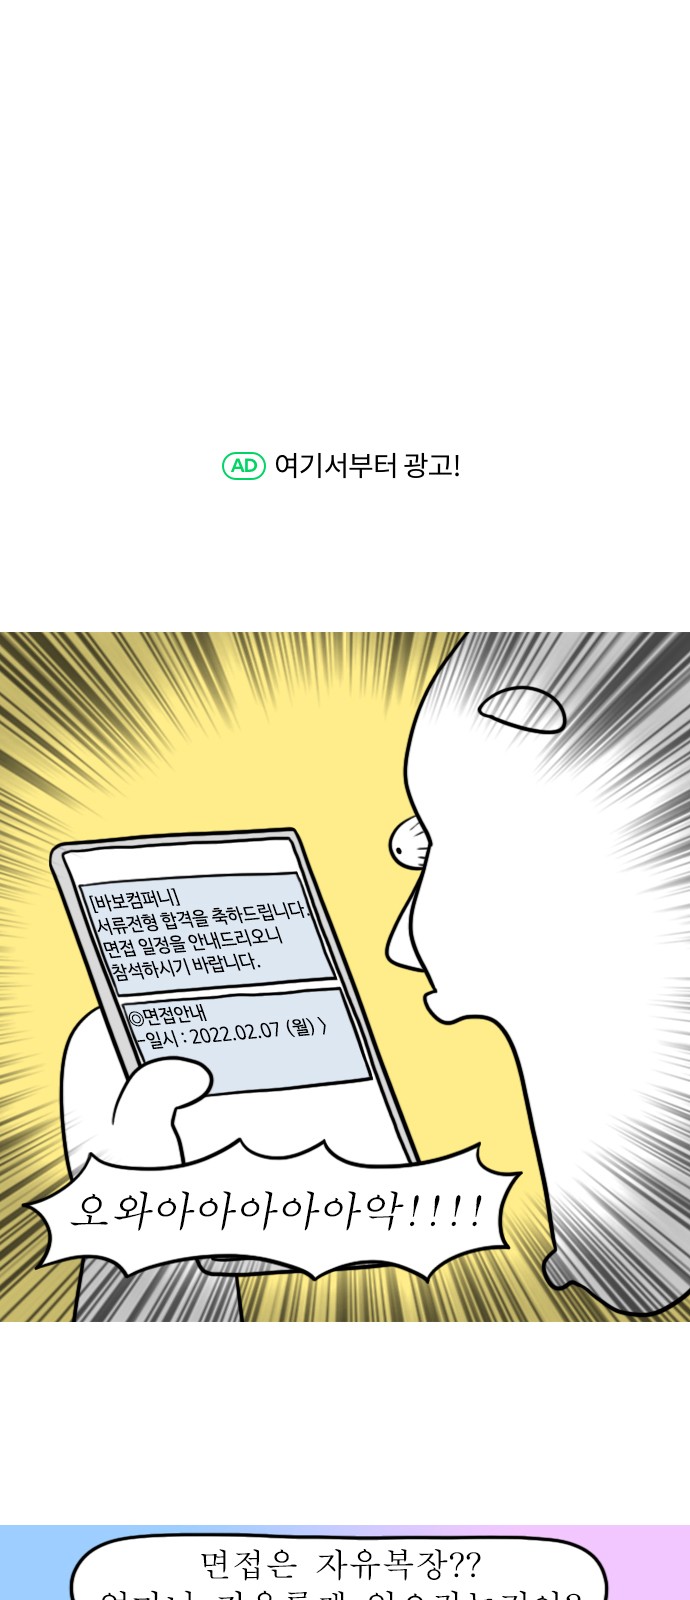 AD 여기서부터 광고!
[바보컴퍼니]
서류전형 합격을 축하드립니다.
면접 일정을 안내드리오니
참석하시기 바랍니다.
◎면접안내
-일시 : 2022.02.07 (월) 〉
오와아아아아아악!!!!
면접은 자유복장??